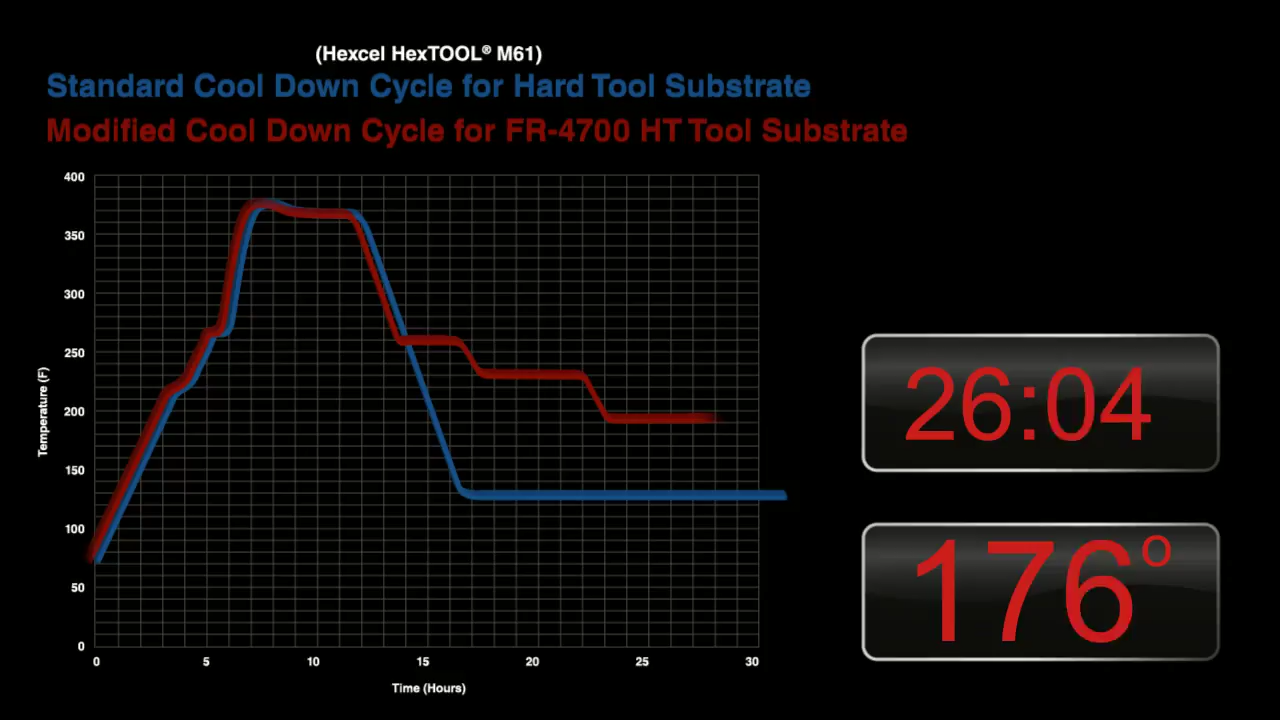 (Hexcel HexTOOL® M61)
Standard Cool Down Cycle for Hard Tool Substrate
Modified Cool Down Cycle for FR-4700 HT Tool Substrate
400
350
300
250
200
150
100
50
0
Temperature (F)
0 5 10 15 20 25 30
Time (Hours)
26:04
176°